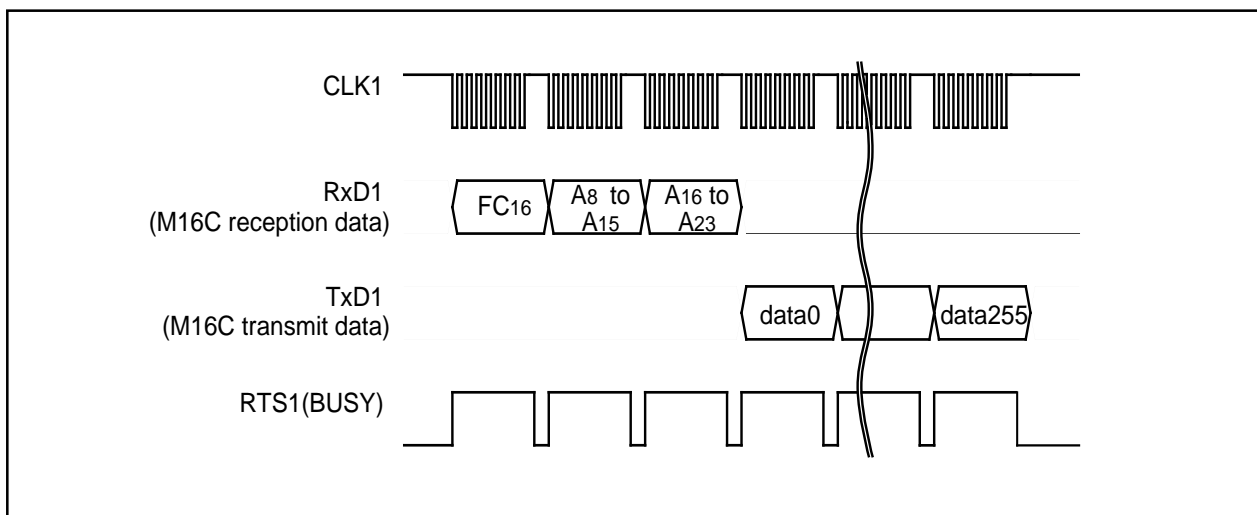 CLK1
RxD1
(M16C reception data)
FC16
A8 to
A15
A16 to
A23
TxD1
(M16C transmit data)
data0
data255
RTS1(BUSY)